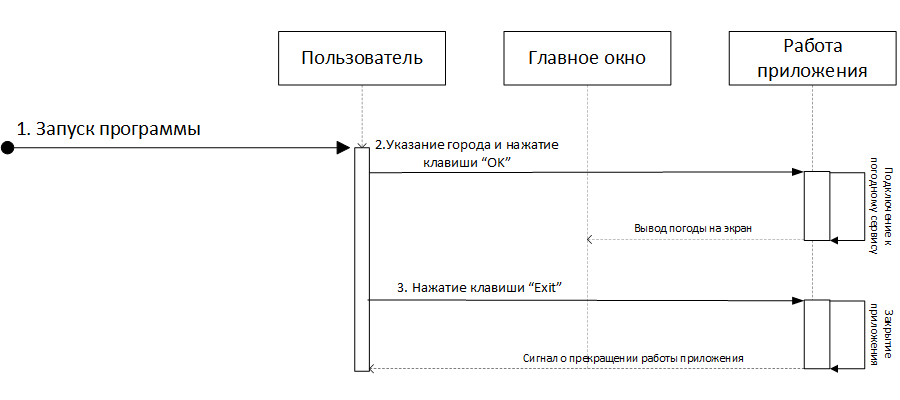 Пользователь
Главное окно
Работа
приложения
1. Запуск программы
2.Указание города и нажатие
клавиши “OK”
Подключение к
погодному сервису
Вывод погоды на экран
3. Нажатие клавиши “Exit”
Закрытие
приложения
Сигнал о прекращении работы приложения